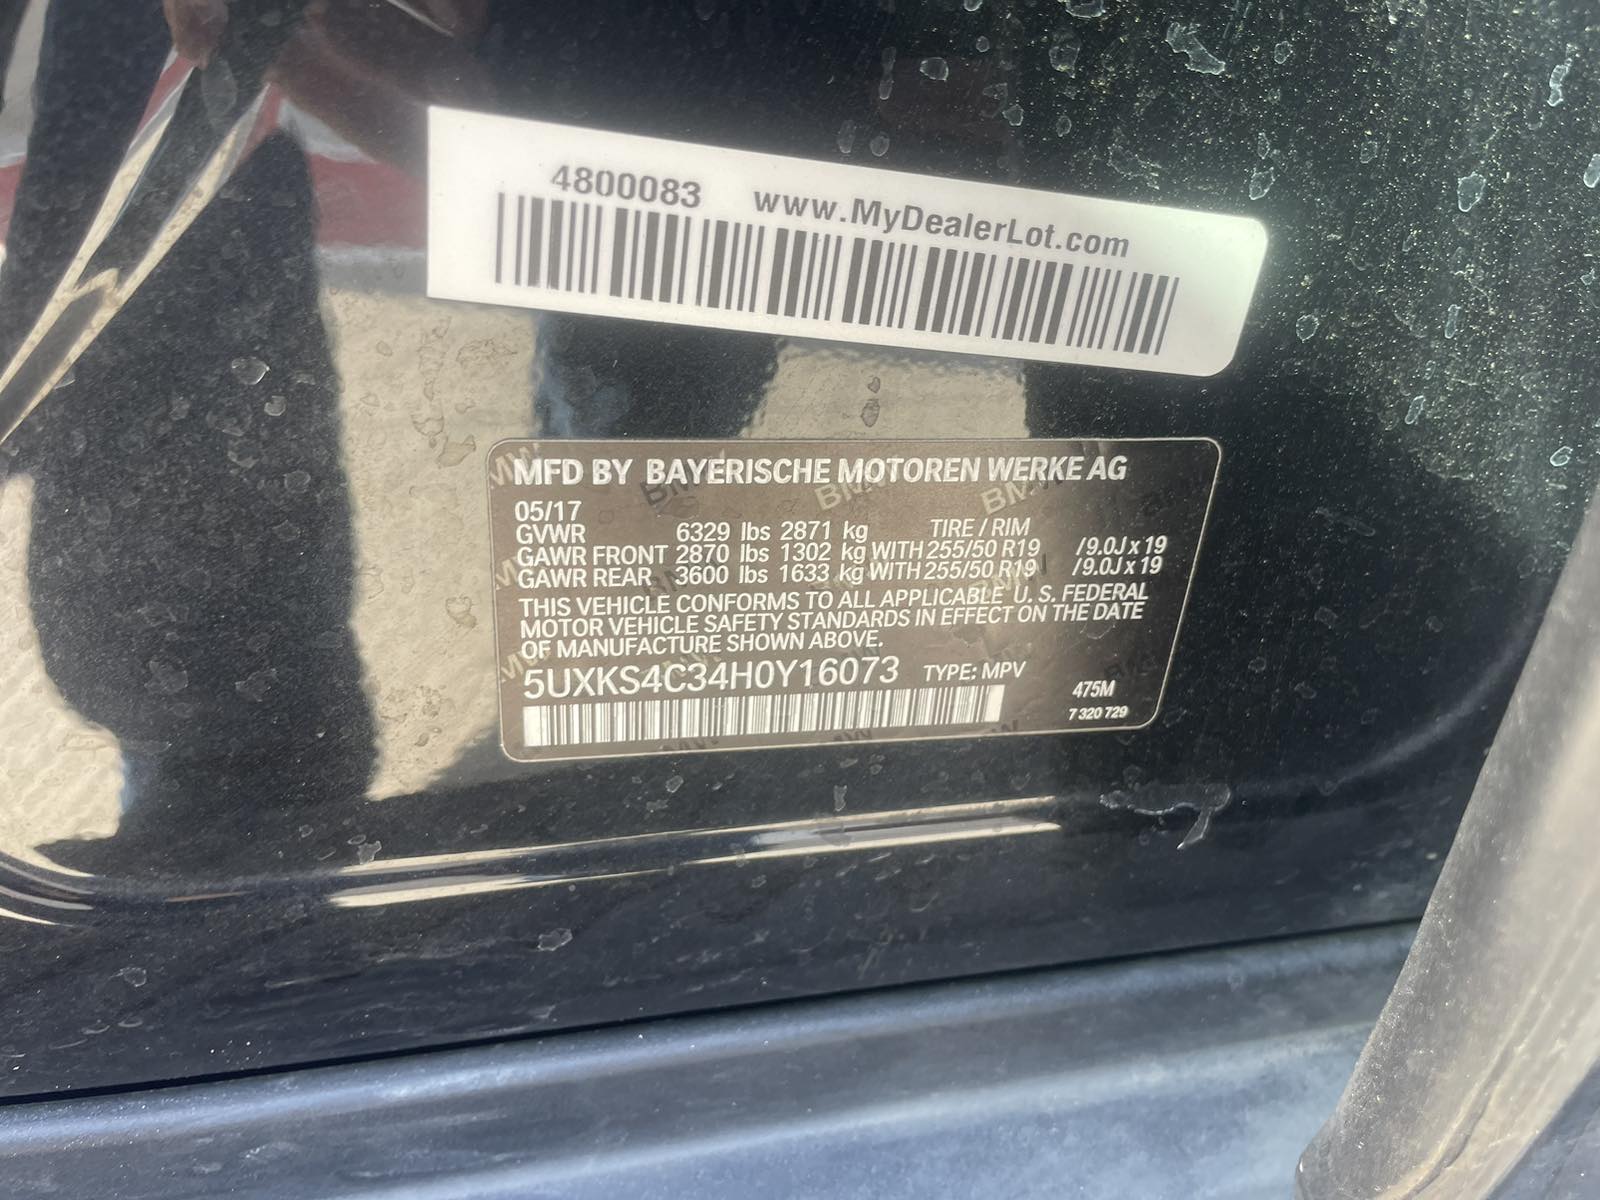 4800083 www.MyDealerLot.com
MFD BY BAYERISCHE MOTOREN WERKE AG
05/17
GVWR 6329 lbs 2871 kg TIRE / RIM
GAWR FRONT 2870 lbs 1302 kg WITH 255/50 R19 /9.0J x 19
GAWR REAR 3600 lbs 1633 kg WITH 255/50 R19 /9.0J x 19
THIS VEHICLE CONFORMS TO ALL APPLICABLE U. S. FEDERAL
MOTOR VEHICLE SAFETY STANDARDS IN EFFECT ON THE DATE
OF MANUFACTURE SHOWN ABOVE.
5UXKS4C34H0Y16073 TYPE: MPV
475M
7 320 729